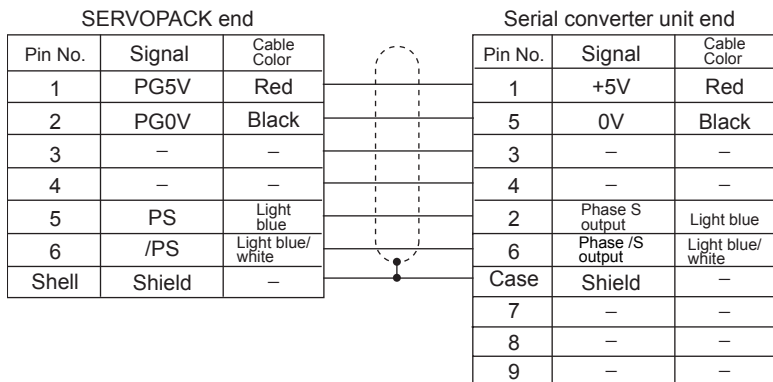 SERVOPACK end
Pin No. Signal Cable Color
1 PG5V Red
2 PG0V Black
3 – –
4 – –
5 PS Light blue
6 /PS Light blue/ white
Shell Shield –
Serial converter unit end
Pin No. Signal Cable Color
1 +5V Red
5 0V Black
3 – –
4 – –
2 Phase S output Light blue
6 Phase /S output Light blue/ white
Case Shield –
7 – –
8 – –
9 – –